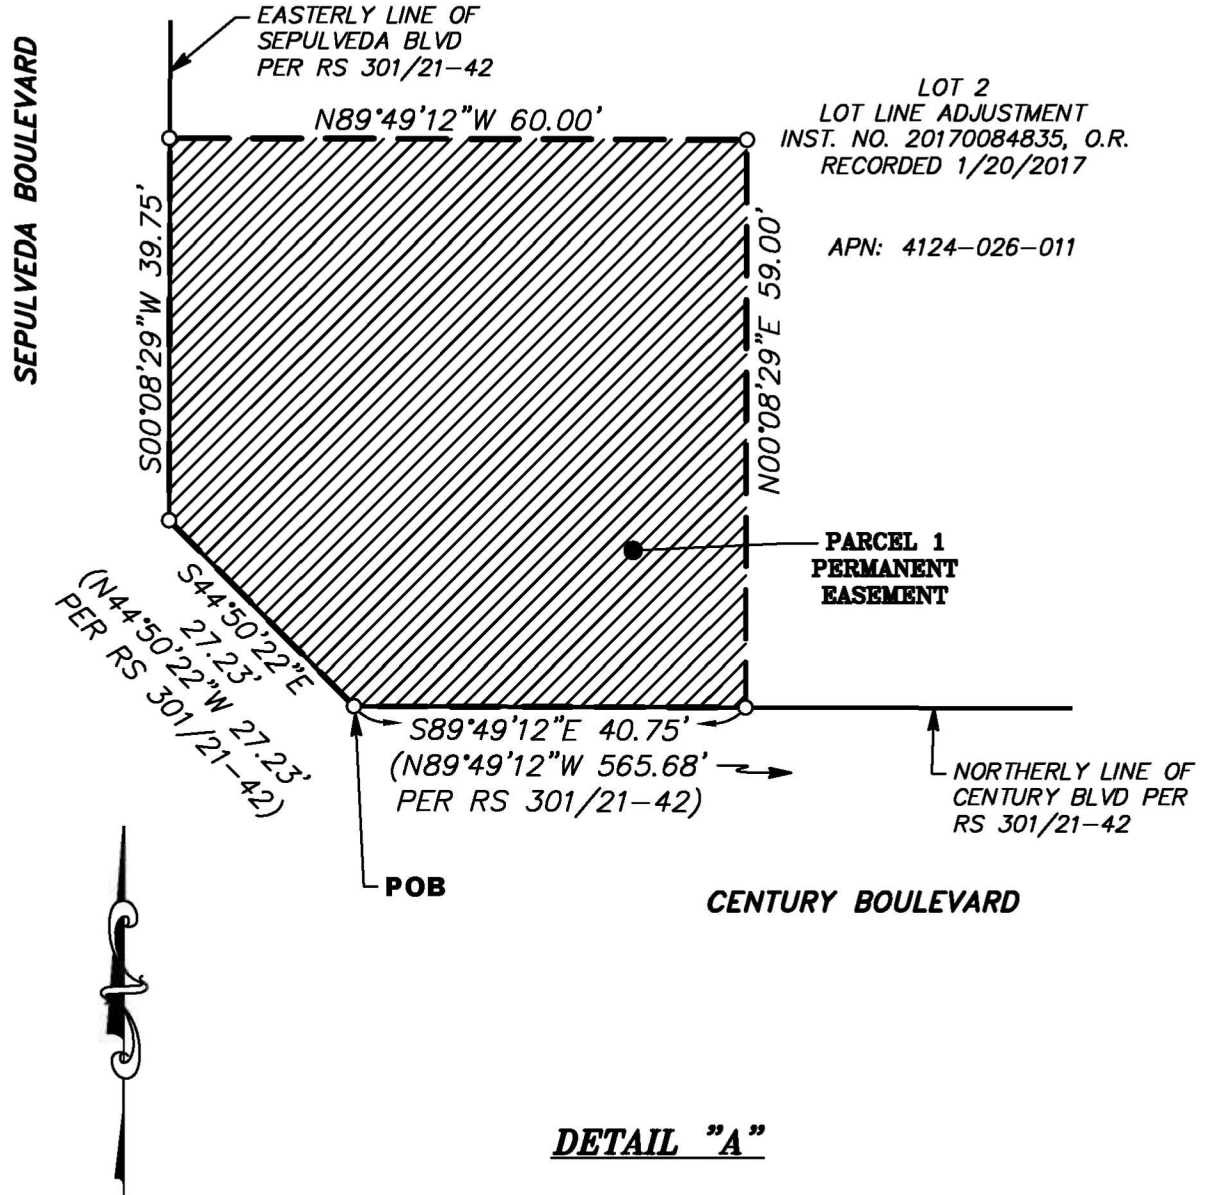 EASTERLY LINE OF
SEPULVEDA BLVD
PER RS 301/21-42
SEPULVEDA BOULEVARD
N89°49'12"W 60.00'
LOT 2
LOT LINE ADJUSTMENT
INST. NO. 20170084835, O.R.
RECORDED 1/20/2017
APN: 4124-026-011
S00°08'29"W 39.75'
N00°08'29"E 59.00'
PARCEL 1
PERMANENT
EASEMENT
S44°50'22"E
27.23'
(N44°50'22"W 27.23'
PER RS 301/21-42)
S89°49'12"E 40.75'
(N89°49'12"W 565.68'
PER RS 301/21-42)
NORTHERLY LINE OF
CENTURY BLVD PER
RS 301/21-42
POB
CENTURY BOULEVARD
DETAIL "A"